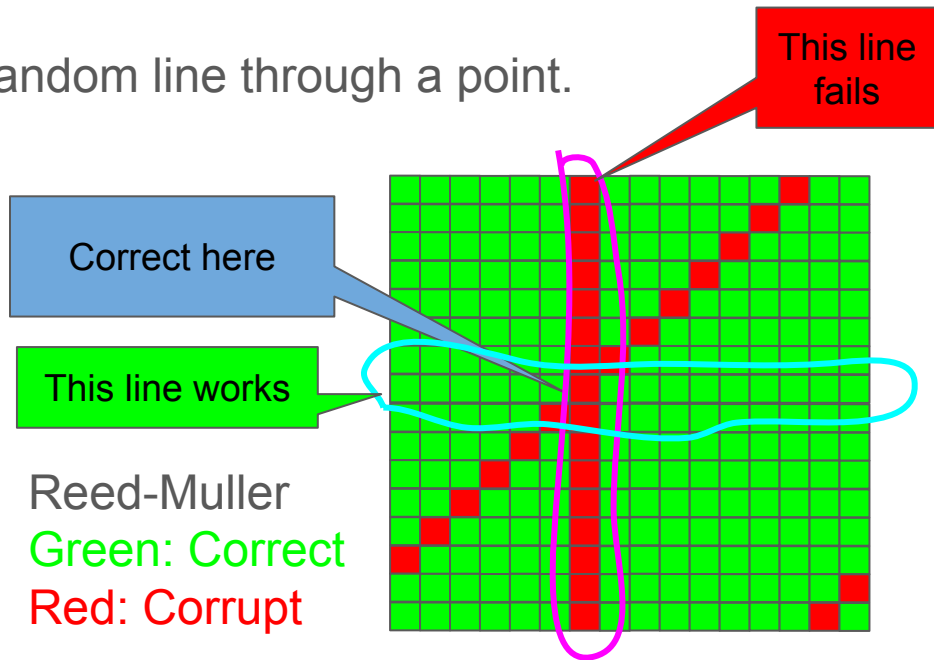 andom line through a point.
This line
fails
Correct here
This line works
Reed-Muller
Green: Correct
Red: Corrupt